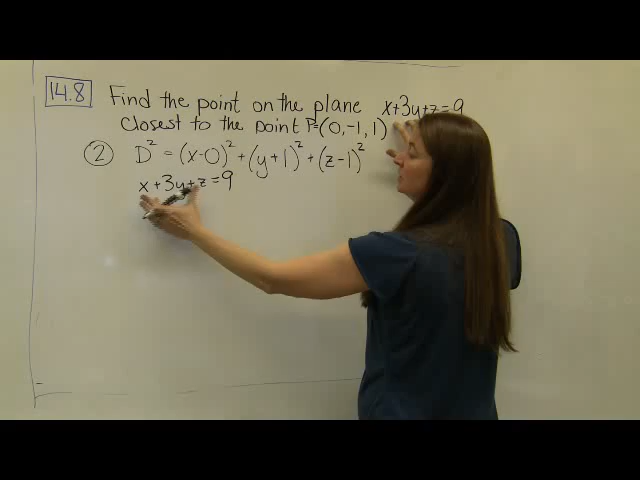 14.8 Find the point on the plane x+3y+z=9
closest to the point P=(0,-1,1)
② D² = (x-0)² + (y+1)² + (z-1)²
x+3y+z=9